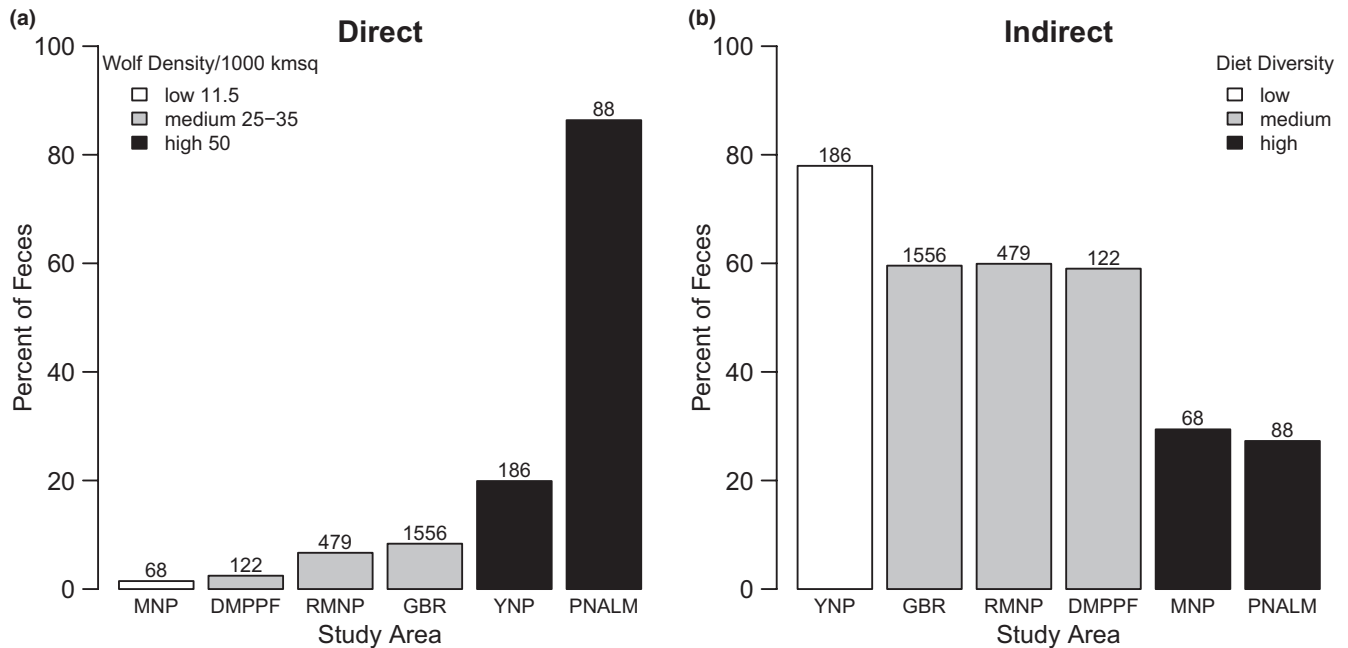 (a)
Direct
Percent of Feces
100
80
60
40
20
0
Wolf Density/1000 kmsq
low 11.5
medium 25−35
high 50
68
122
479
1556
186
88
MNP
DMPPF
RMNP
GBR
YNP
PNALM
Study Area
(b)
Indirect
Percent of Feces
100
80
60
40
20
0
Diet Diversity
low
medium
high
186
1556
479
122
68
88
YNP
GBR
RMNP
DMPPF
MNP
PNALM
Study Area